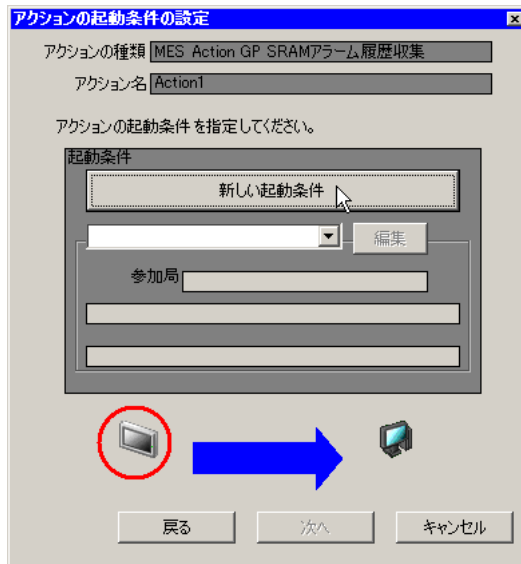 アクションの起動条件の設定
アクションの種類 MES Action GP SRAMアラーム履歴収集
アクション名 Action1
アクションの起動条件を指定してください。
起動条件
新しい起動条件
編集
参加局
戻る 次へ キャンセル